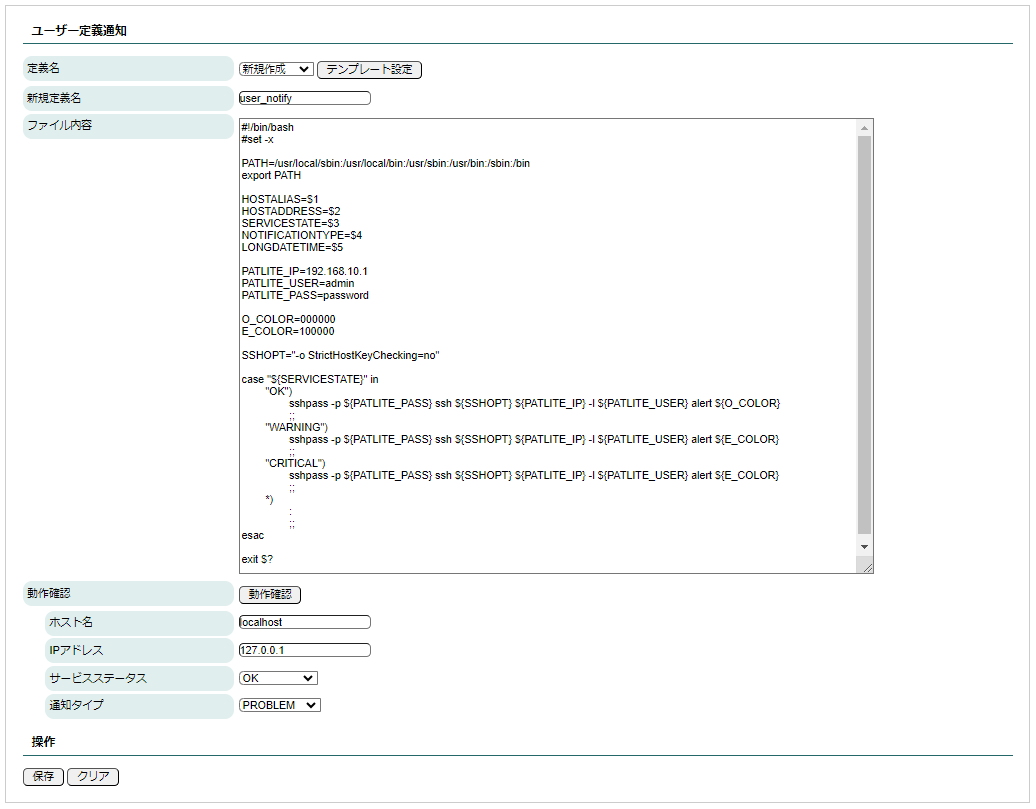 ユーザー定義通知
定義名 新規作成 テンプレート設定
新規定義名 user_notify
ファイル内容
#!/bin/bash
#set -x
PATH=/usr/local/sbin:/usr/local/bin:/usr/sbin:/usr/bin:/sbin:/bin
export PATH
HOSTALIAS=$1
HOSTADDRESS=$2
SERVICESTATE=$3
NOTIFICATIONTYPE=$4
LONGDATETIME=$5
PATLITE_IP=192.168.10.1
PATLITE_USER=admin
PATLITE_PASS=password
O_COLOR=000000
E_COLOR=100000
SSHOPT="-o StrictHostKeyChecking=no"
case "${SERVICESTATE}" in
"OK")
sshpass -p ${PATLITE_PASS} ssh ${SSHOPT} ${PATLITE_IP} -l ${PATLITE_USER} alert ${O_COLOR}
;;
"WARNING")
sshpass -p ${PATLITE_PASS} ssh ${SSHOPT} ${PATLITE_IP} -l ${PATLITE_USER} alert ${E_COLOR}
;;
"CRITICAL")
sshpass -p ${PATLITE_PASS} ssh ${SSHOPT} ${PATLITE_IP} -l ${PATLITE_USER} alert ${E_COLOR}
;;
*)
:
;;
esac
exit $?
動作確認 動作確認
ホスト名 localhost
IPアドレス 127.0.0.1
サービスステータス OK
通知タイプ PROBLEM
操作
保存 クリア